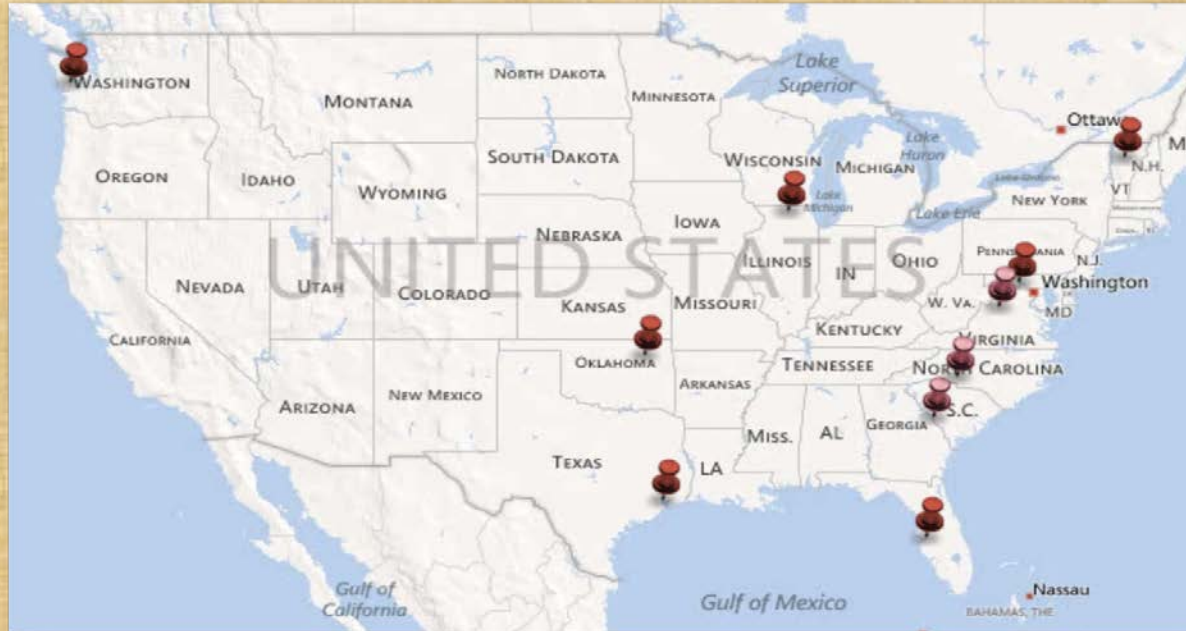 Lake
Superior
WASHINGTON
NORTH DAKOTA
MONTANA
MINNESOTA
Ottaw
Lake
Huron
M
SOUTH DAKOTA
WISCONSIN
MICHIGAN
N.H.
OREGON
IDAHO
WYOMING
Lake
Michigan
Lake Ontario
VT
NEW YORK
Lake Erie
IOWA
NEBRASKA
UNITED STATES
ILLINOIS
IN
OHIO
N.J.
NEVADA
UTAH
COLORADO
KANSAS
MISSOURI
W. VA.
Washington
MD
CALIFORNIA
KENTUCKY
VIRGINIA
OKLAHOMA
TENNESSEE
CAROLINA
ARIZONA
NEW MEXICO
ARKANSAS
MISS.
AL
GEORGIA
S.C.
TEXAS
LA
Gulf of
California
Gulf of Mexico
Nassau
BAHAMAS, THE